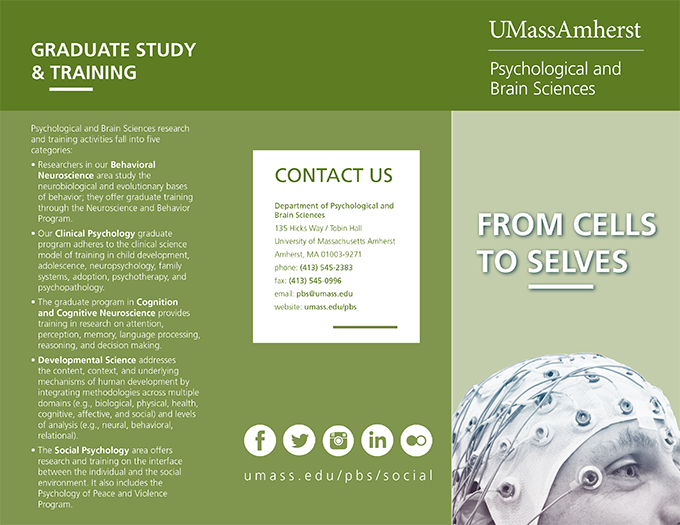 GRADUATE STUDY
& TRAINING
Psychological and Brain Sciences research
and training activities fall into five
categories:
• Researchers in our Behavioral
Neuroscience area study the
neurobiological and evolutionary bases
of behavior; they offer graduate training
through the Neuroscience and Behavior
Program.
• Our Clinical Psychology graduate
program adheres to the clinical science
model of training in child development,
adolescence, neuropsychology, family
systems, adoption, psychotherapy, and
psychopathology.
• The graduate program in Cognition
and Cognitive Neuroscience provides
training in research on attention,
perception, memory, language processing,
reasoning, and decision making.
• Developmental Science addresses
the content, context, and underlying
mechanisms of human development by
integrating methodologies across multiple
domains (e.g., biological, physical, health,
cognitive, affective, and social) and levels
of analysis (e.g., neural, behavioral,
relational).
• The Social Psychology area offers
research and training on the interface
between the individual and the social
environment. It also includes the
Psychology of Peace and Violence
Program.
CONTACT US
Department of Psychological and
Brain Sciences
135 Hicks Way / Tobin Hall
University of Massachusetts Amherst
Amherst, MA 01003-9271
phone: (413) 545-2383
fax: (413) 545-0996
email: pbs@umass.edu
website: umass.edu/pbs
umass.edu/pbs/social
UMassAmherst
Psychological and
Brain Sciences
FROM CELLS
TO SELVES